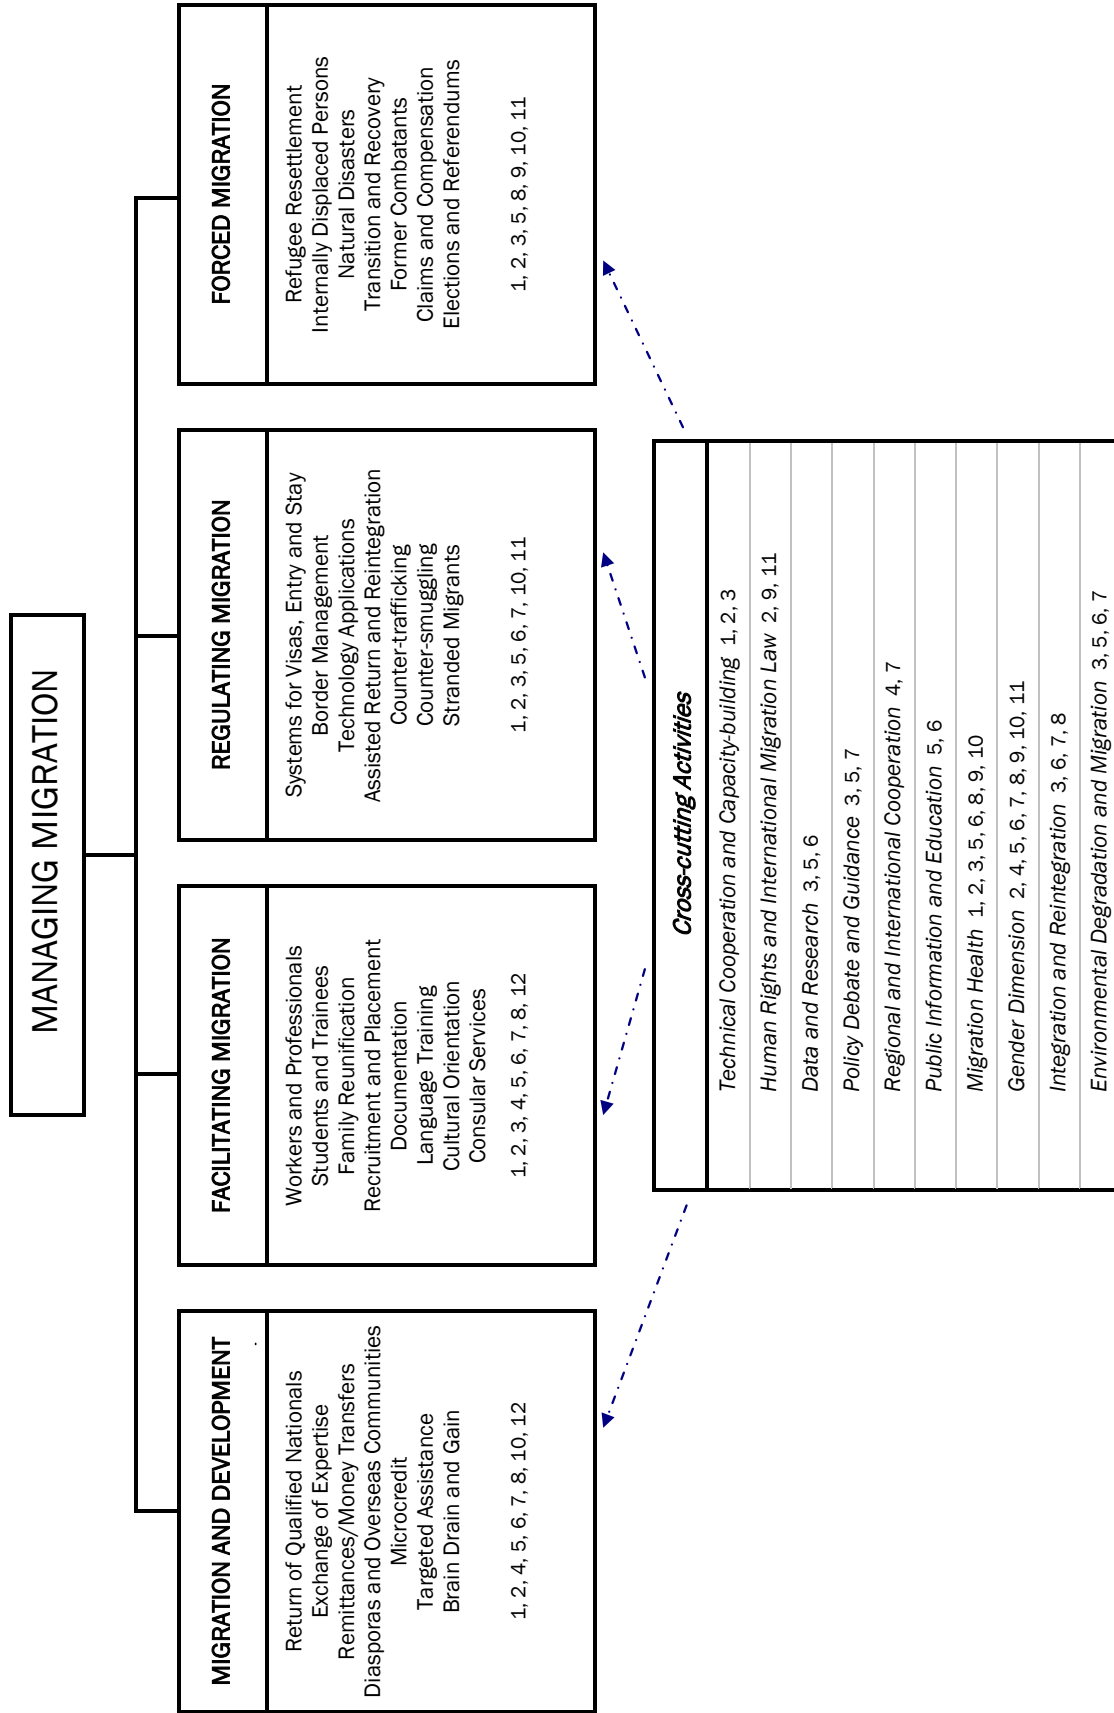 MANAGING MIGRATION
MIGRATION AND DEVELOPMENT
Return of Qualified Nationals
Exchange of Expertise
Remittances/Money Transfers
Diasporas and Overseas Communities
Microcredit
Targeted Assistance
Brain Drain and Gain
1, 2, 4, 5, 6, 7, 8, 10, 12
FACILITATING MIGRATION
Workers and Professionals
Students and Trainees
Family Reunification
Recruitment and Placement
Documentation
Language Training
Cultural Orientation
Consular Services
1, 2, 3, 4, 5, 6, 7, 8, 12
REGULATING MIGRATION
Systems for Visas, Entry and Stay
Border Management
Technology Applications
Assisted Return and Reintegration
Counter-trafficking
Counter-smuggling
Stranded Migrants
1, 2, 3, 5, 6, 7, 10, 11
FORCED MIGRATION
Refugee Resettlement
Internally Displaced Persons
Natural Disasters
Transition and Recovery
Former Combatants
Claims and Compensation
Elections and Referendums
1, 2, 3, 5, 8, 9, 10, 11
Cross-cutting Activities
Technical Cooperation and Capacity-building 1, 2, 3
Human Rights and International Migration Law 2, 9, 11
Data and Research 3, 5, 6
Policy Debate and Guidance 3, 5, 7
Regional and International Cooperation 4, 7
Public Information and Education 5, 6
Migration Health 1, 2, 3, 5, 6, 8, 9, 10
Gender Dimension 2, 4, 5, 6, 7, 8, 9, 10, 11
Integration and Reintegration 3, 6, 7, 8
Environmental Degradation and Migration 3, 5, 6, 7